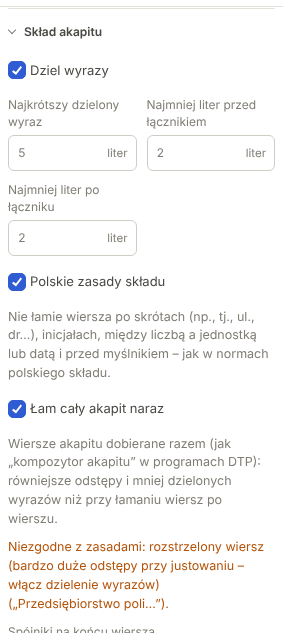 Skład akapitu
Dziel wyrazy
Najkrótszy dzielony
wyraz
Najmniej liter przed
łącznikiem
5 liter
2 liter
Najmniej liter po
łączniku
2 liter
Polskie zasady składu
Nie łamie wiersza po skrótach (np., tj., ul.,
dr…), inicjałach, między liczbą a jednostką
lub datą i przed myślnikiem – jak w normach
polskiego składu.
Łam cały akapit naraz
Wiersze akapitu dobierane razem (jak
„kompozytor akapitu” w programach DTP):
równiejsze odstępy i mniej dzielonych
wyrazów niż przy łamaniu wiersz po
wierszu.
Niezgodne z zasadami: rozstrzelony wiersz
(bardzo duże odstępy przy justowaniu –
włącz dzielenie wyrazów)
(„Przedsiębiorstwo poli…”).
Spójniki na końcu wiersza